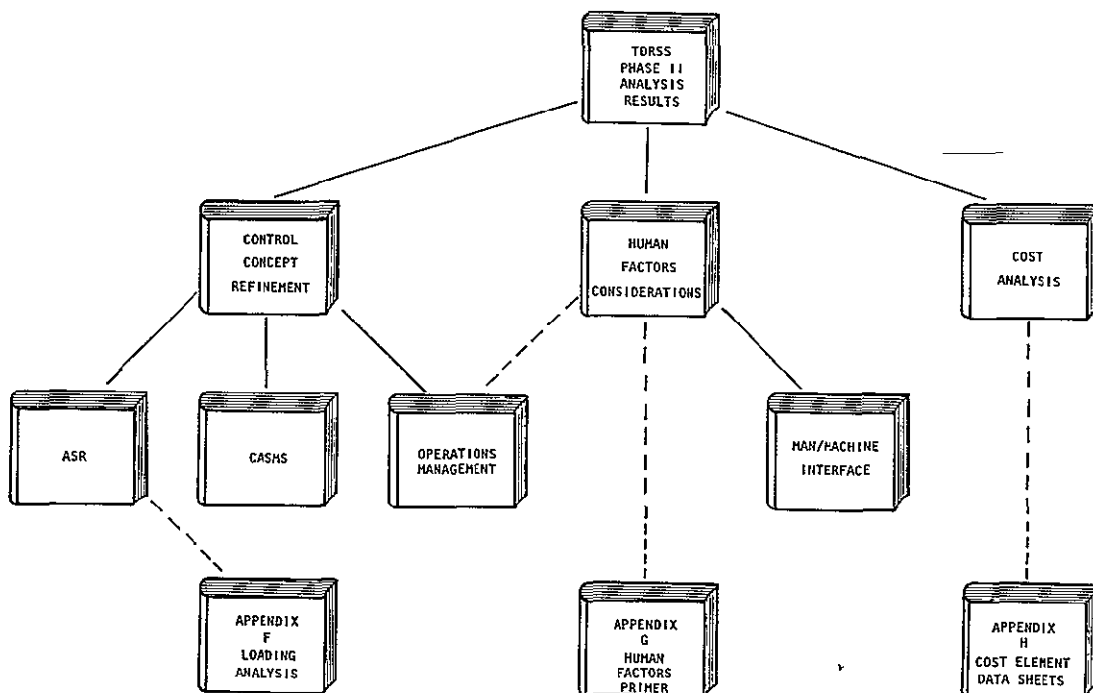 TDRSS
PHASE II
ANALYSIS
RESULTS
CONTROL
CONCEPT
REFINEMENT
HUMAN
FACTORS
CONSIDERATIONS
COST
ANALYSIS
ASR
CASMS
OPERATIONS
MANAGEMENT
MAN/MACHINE
INTERFACE
APPENDIX
F
LOADING
ANALYSIS
APPENDIX
G
HUMAN
FACTORS
PRIMER
APPENDIX
H
COST ELEMENT
DATA SHEETS